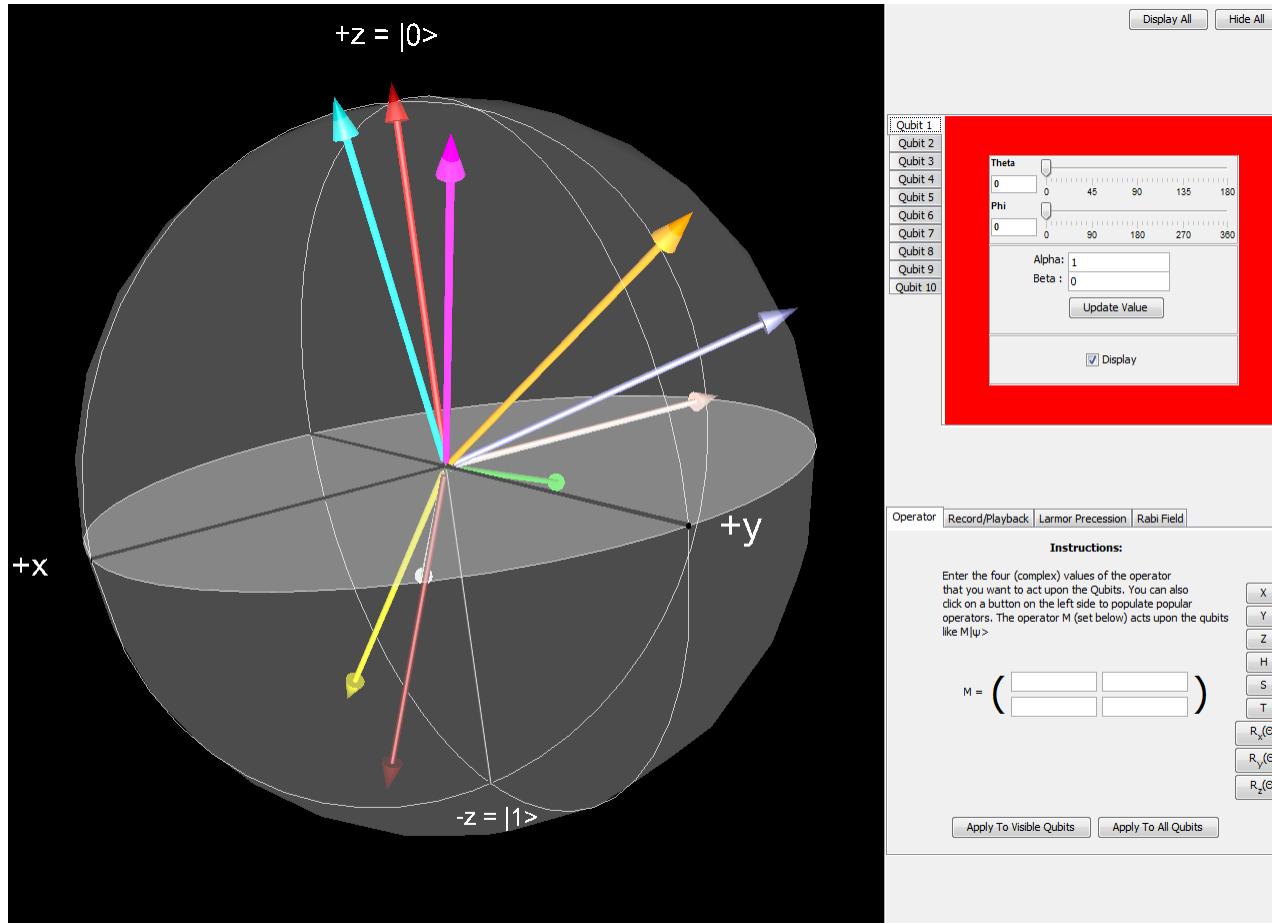 +z = |0>
+x
+y
-z = |1>
Display All
Hide All
Qubit 1
Qubit 2
Qubit 3
Qubit 4
Qubit 5
Qubit 6
Qubit 7
Qubit 8
Qubit 9
Qubit 10
Theta
0
0 45 90 135 180
Phi
0
0 90 180 270 360
Alpha: 1
Beta : 0
Update Value
Display
Operator Record/Playback Larmor Precession Rabi Field
Instructions:
Enter the four (complex) values of the operator
that you want to act upon the Qubits. You can also
click on a button on the left side to populate popular
operators. The operator M (set below) acts upon the qubits
like M|ψ>
M = ( )
X
Y
Z
H
S
T
Rx(Θ
Ry(Θ
Rz(Θ
Apply To Visible Qubits
Apply To All Qubits